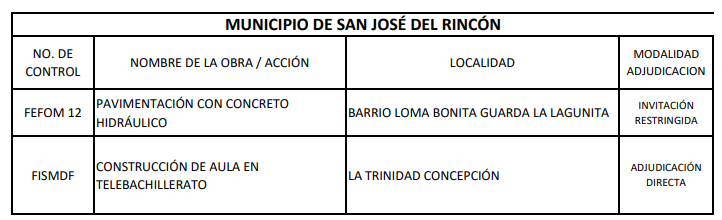 MUNICIPIO DE SAN JOSÉ DEL RINCÓN
NO. DE
CONTROL
NOMBRE DE LA OBRA / ACCIÓN
LOCALIDAD
MODALIDAD
ADJUDICACION
FEFOM 12
PAVIMENTACIÓN CON CONCRETO
HIDRÁULICO
BARRIO LOMA BONITA GUARDA LA LAGUNITA
INVITACIÓN
RESTRINGIDA
FISMDF
CONSTRUCCIÓN DE AULA EN
TELEBACHILLERATO
LA TRINIDAD CONCEPCIÓN
ADJUDICACIÓN
DIRECTA